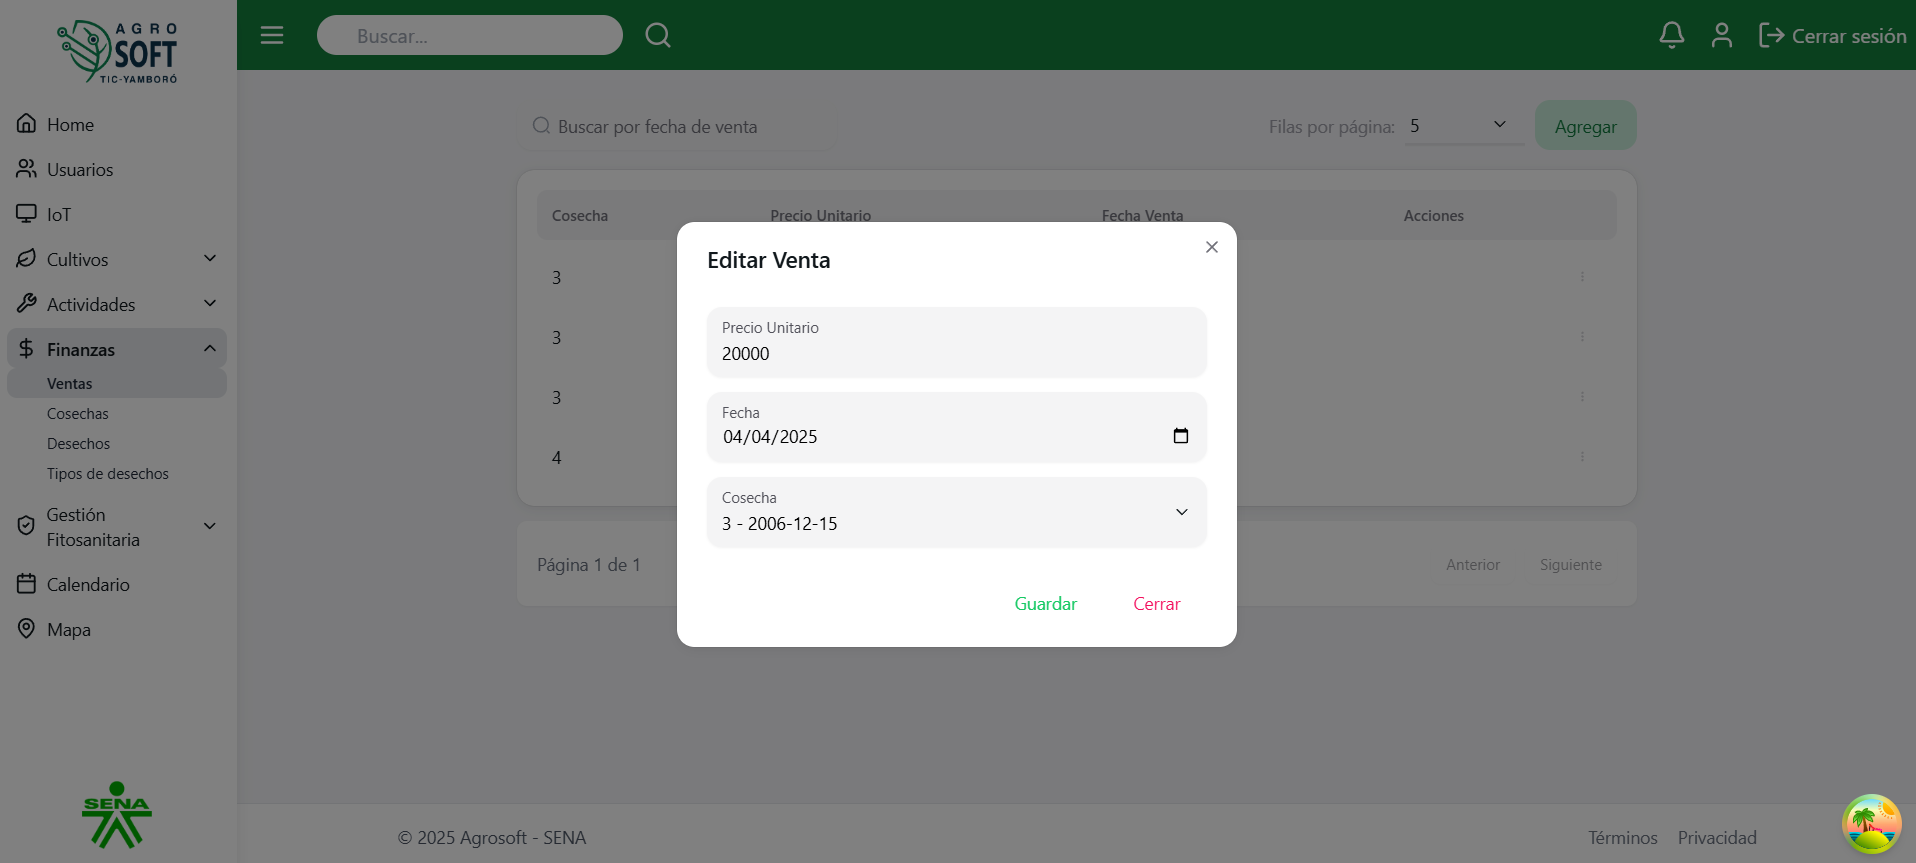 AGRO
SOFT
TIC-YAMBORÓ
Buscar...
Cerrar sesión
Home
Usuarios
IoT
Cultivos
Actividades
Finanzas
Ventas
Cosechas
Desechos
Tipos de desechos
Gestión
Fitosanitaria
Calendario
Mapa
SENA
Buscar por fecha de venta
Filas por página: 5
Agregar
Cosecha Precio Unitario Fecha Venta Acciones
3
3
3
4
Editar Venta
Precio Unitario
20000
Fecha
04/04/2025
Cosecha
3 - 2006-12-15
Guardar Cerrar
Página 1 de 1
Anterior Siguiente
© 2025 Agrosoft - SENA
Términos Privacidad